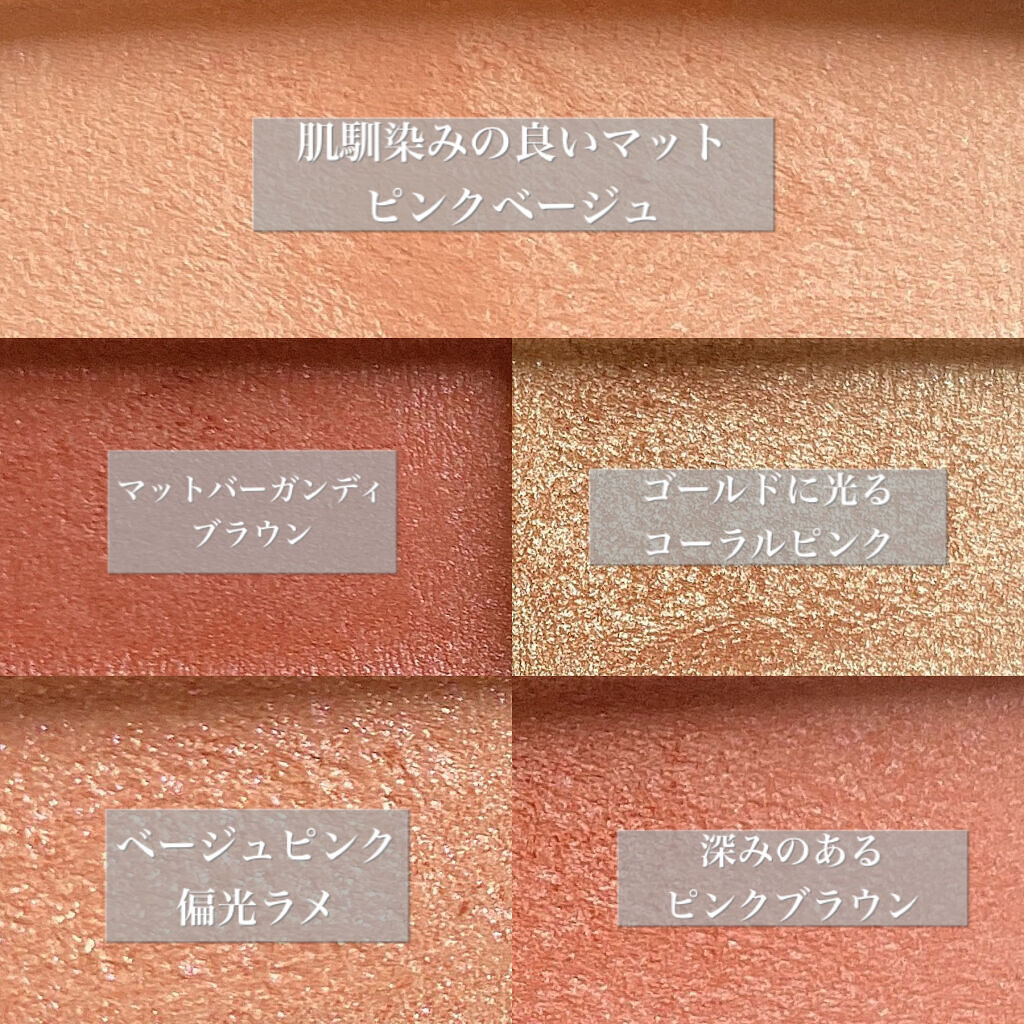 肌馴染みの良いマット
ピンクベージュ
マットバーガンディ
ブラウン
ゴールドに光る
コーラルピンク
ベージュピンク
偏光ラメ
深みのある
ピンクブラウン